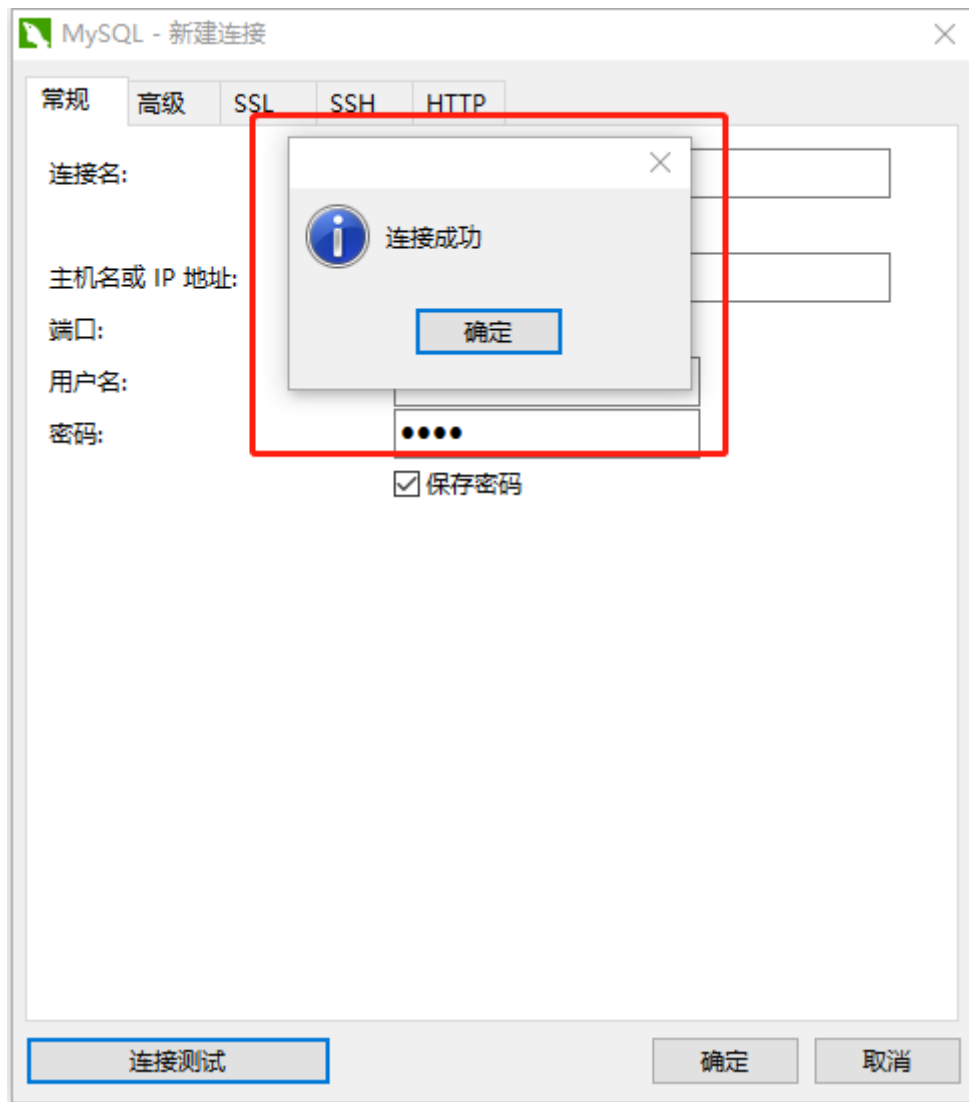 MySQL - 新建连接
常规 高级 SSL SSH HTTP
连接名:
连接成功
主机名或 IP 地址:
确定
端口:
用户名:
密码: ●●●●
保存密码
连接测试 确定 取消